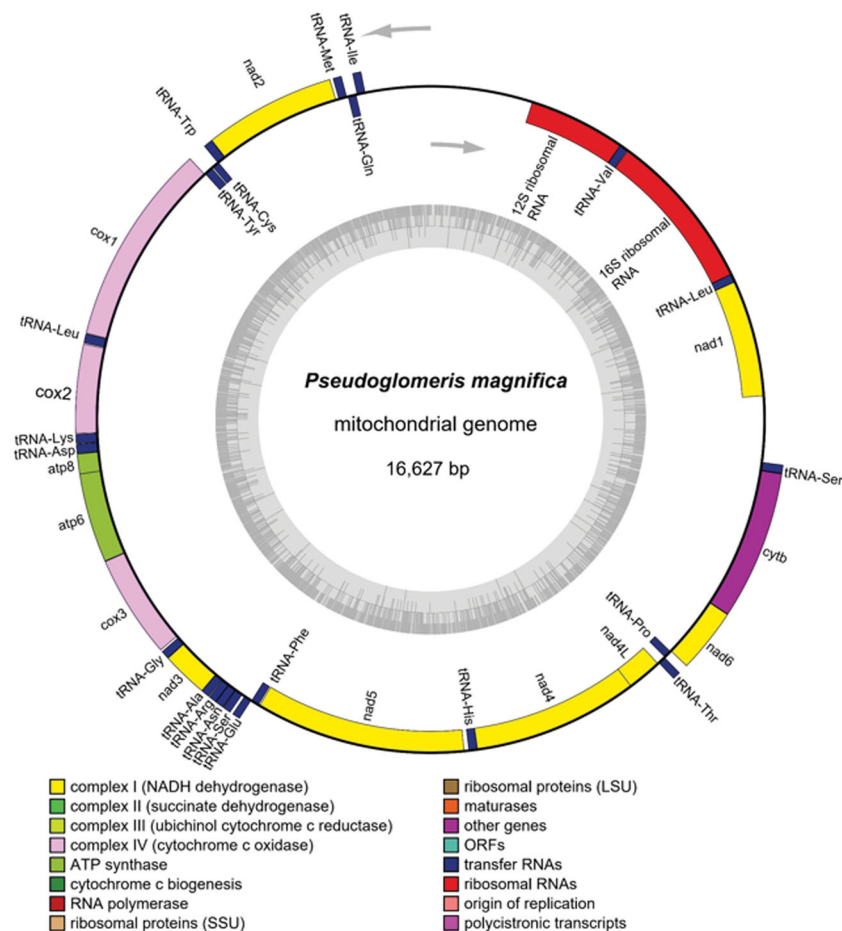 tRNA-Ile
tRNA-Met
nad2
tRNA-Trp
tRNA-Gln
tRNA-Cys
tRNA-Tyr
12S ribosomal
RNA
tRNA-Val
16S ribosomal
RNA
tRNA-Leu
nad1
cox1
tRNA-Leu
cox2
tRNA-Lys
tRNA-Asp
atp8
atp6
cox3
tRNA-Gly
nad3
tRNA-Ala
tRNA-Arg
tRNA-Asn
tRNA-Ser
tRNA-Glu
tRNA-Phe
nad5
tRNA-His
nad4
nad4L
tRNA-Pro
tRNA-Thr
nad6
cytb
tRNA-Ser
Pseudoglomeris magnifica
mitochondrial genome
16,627 bp
complex I (NADH dehydrogenase)
complex II (succinate dehydrogenase)
complex III (ubichinol cytochrome c reductase)
complex IV (cytochrome c oxidase)
ATP synthase
cytochrome c biogenesis
RNA polymerase
ribosomal proteins (SSU)
ribosomal proteins (LSU)
maturases
other genes
ORFs
transfer RNAs
ribosomal RNAs
origin of replication
polycistronic transcripts